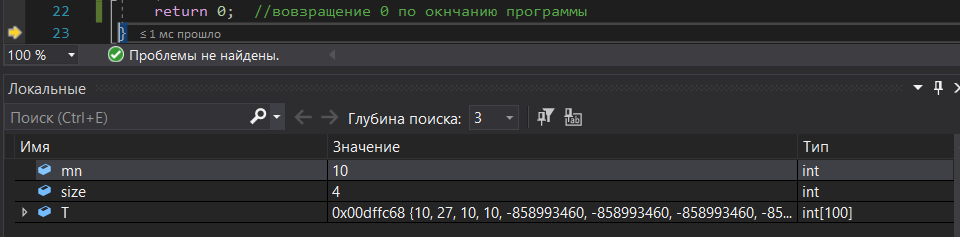 22 return 0; //вовзращение 0 по окнчанию программы
23 } ≤ 1 мс прошло
100 % Проблемы не найдены.
Локальные
Поиск (Ctrl+E) Глубина поиска: 3
Имя Значение Тип
mn 10 int
size 4 int
T 0x00dffc68 {10, 27, 10, 10, -858993460, -858993460, -858993460, -85... int[100]